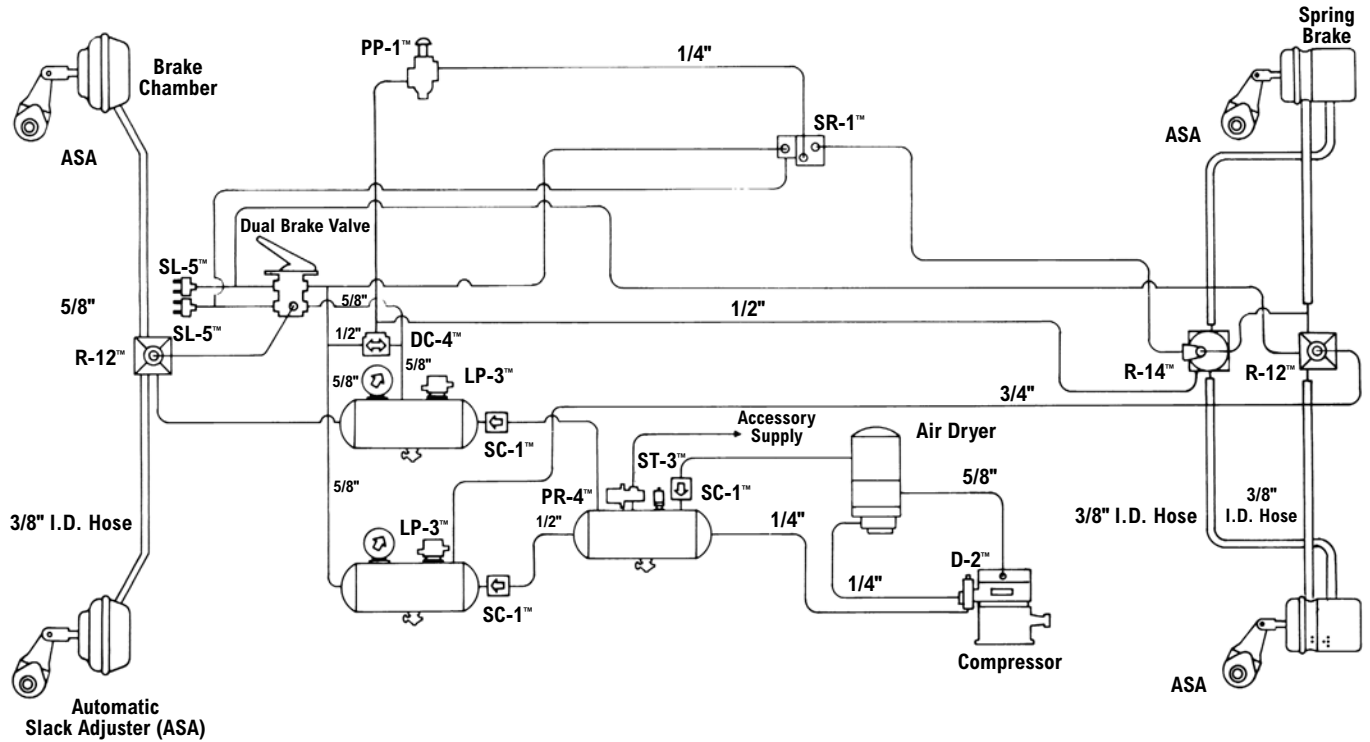 Spring
Brake
PP-1™
1/4"
Brake
Chamber
SR-1™
ASA
ASA
Dual Brake Valve
SL-5™
5/8"
5/8"
1/2"
SL-5™
1/2"
DC-4™
R-12™
5/8"
5/8"
LP-3™
R-14™
R-12™
3/4"
Accessory
Supply
Air Dryer
SC-1™
ST-3™
5/8"
PR-4™
SC-1™
5/8"
3/8" I.D. Hose
LP-3™
1/2"
1/4"
3/8" I.D. Hose
3/8"
I.D. Hose
D-2™
1/4"
SC-1™
Compressor
ASA
Automatic
Slack Adjuster (ASA)